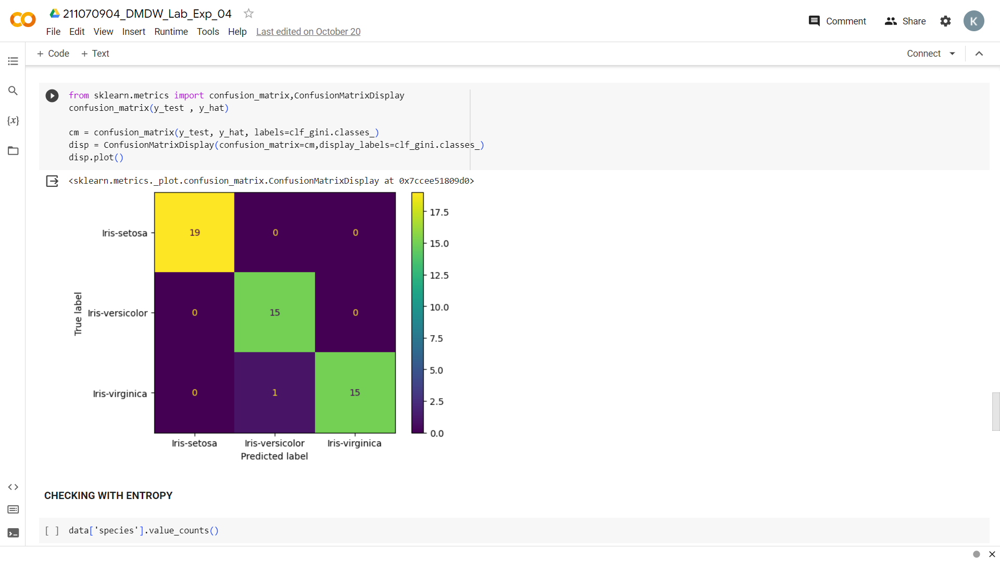 211070904_DMDW_Lab_Exp_04
File Edit View Insert Runtime Tools Help Last edited on October 20
Comment Share K
+ Code + Text
Connect
{x}
from sklearn.metrics import confusion_matrix,ConfusionMatrixDisplay
confusion_matrix(y_test , y_hat)
cm = confusion_matrix(y_test, y_hat, labels=clf_gini.classes_)
disp = ConfusionMatrixDisplay(confusion_matrix=cm,display_labels=clf_gini.classes_)
disp.plot()
<sklearn.metrics._plot.confusion_matrix.ConfusionMatrixDisplay at 0x7ccee51809d0>
True label
Iris-setosa 19 0 0
Iris-versicolor 0 15 0
Iris-virginica 0 1 15
Iris-setosa Iris-versicolor Iris-virginica
Predicted label
17.5
15.0
12.5
10.0
7.5
5.0
2.5
0.0
CHECKING WITH ENTROPY
[ ] data['species'].value_counts()